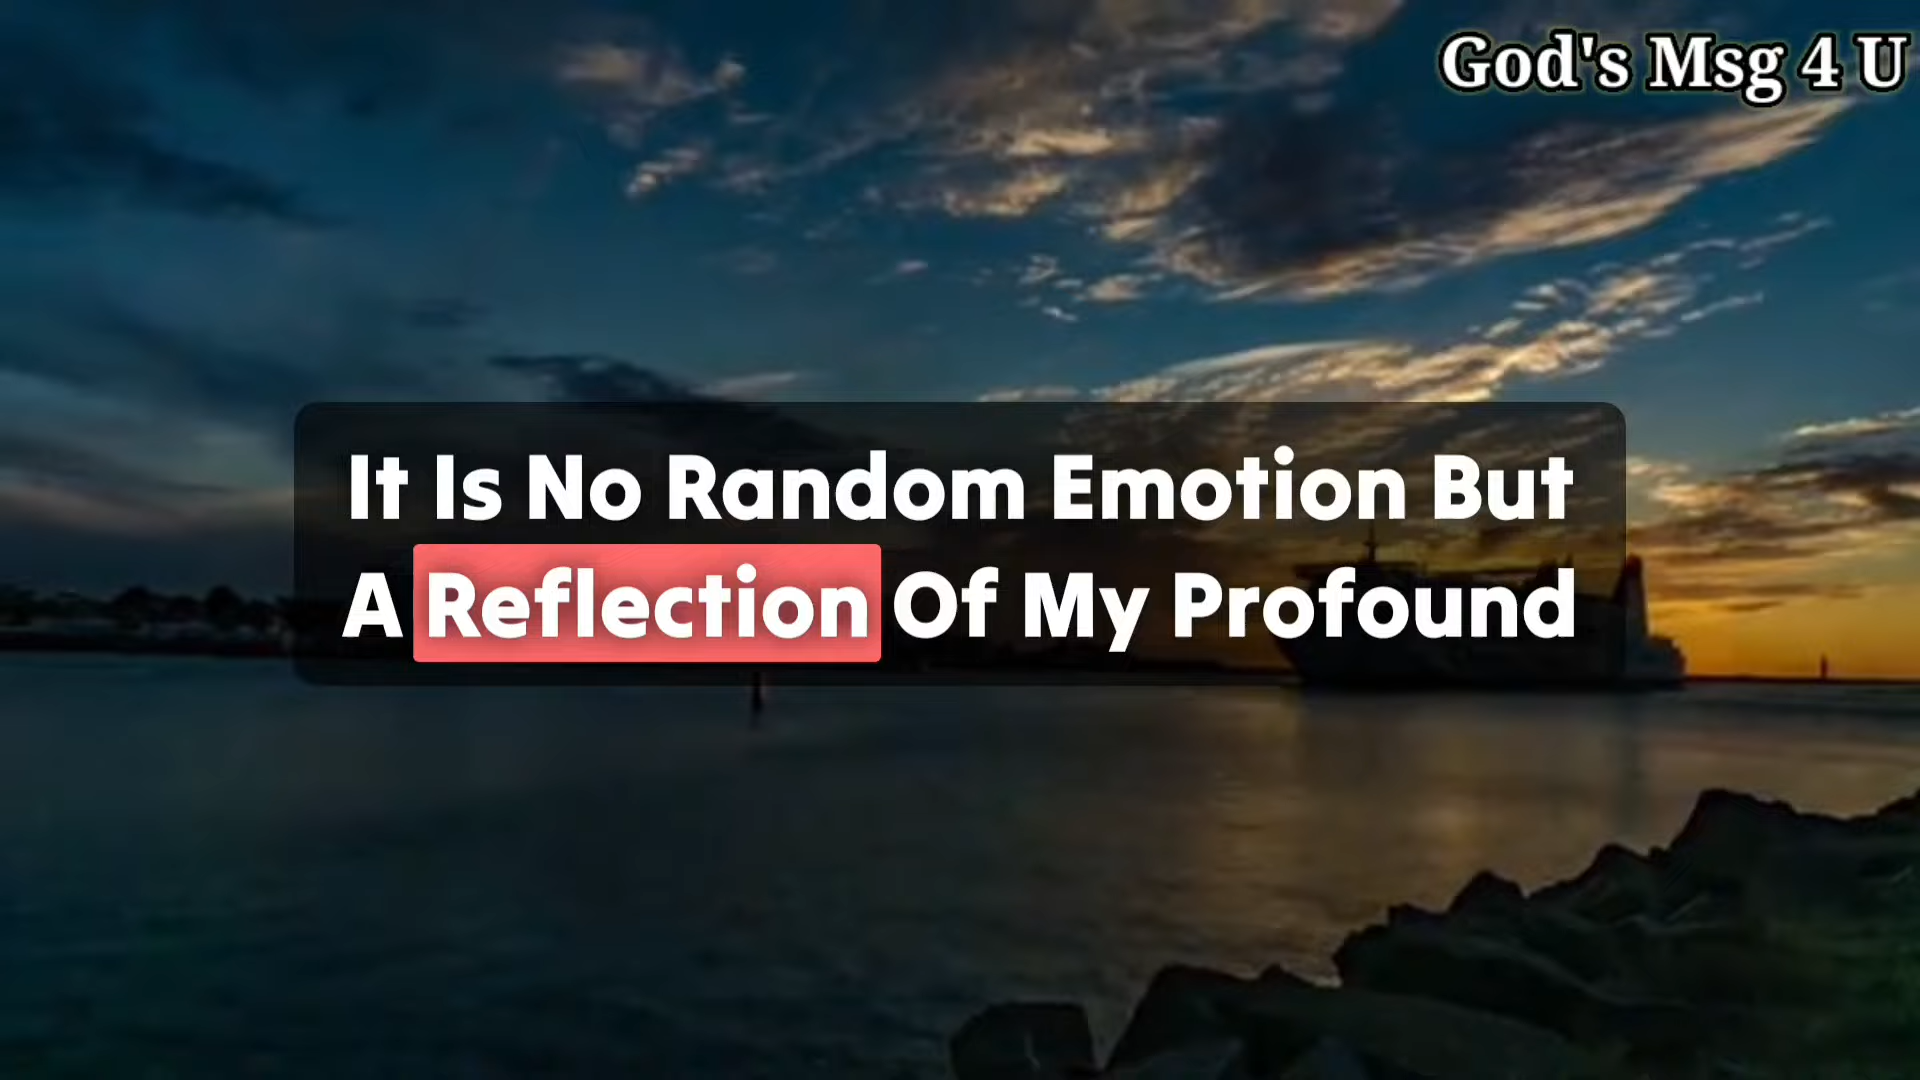 God's Msg 4 U
It Is No Random Emotion But
A Reflection Of My Profound